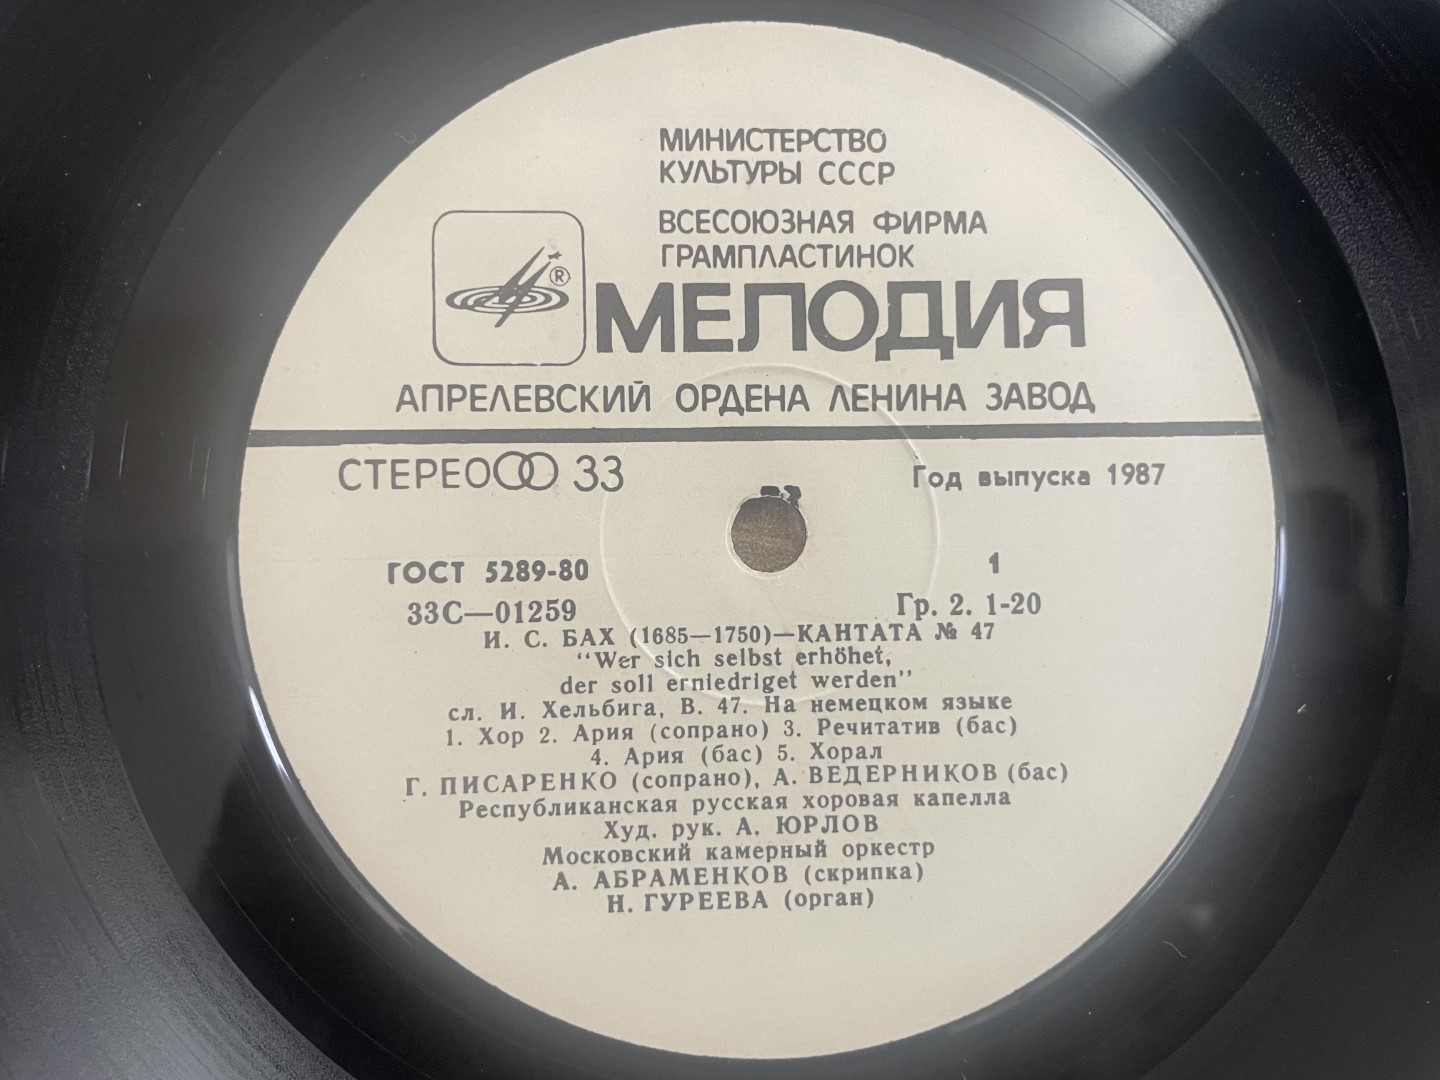 МИНИСТЕРСТВО
КУЛЬТУРЫ СССР
ВСЕСОЮЗНАЯ ФИРМА
ГРАМПЛАСТИНОК
®
МЕЛОДИЯ
АПРЕЛЕВСКИЙ ОРДЕНА ЛЕНИНА ЗАВОД
СТЕРЕО 33
Год выпуска 1987
ГОСТ 5289-80
1
33С—01259
Гр. 2. 1-20
И. С. БАХ (1685—1750)—КАНТАТА № 47
“Wer sich selbst erhöhet,
der soll erniedriget werden”
сл. И. Хельбига, В. 47. На немецком языке
1. Хор 2. Ария (сопрано) 3. Речитатив (бас)
4. Ария (бас) 5. Хорал
Г. ПИСАРЕНКО (сопрано), А. ВЕДЕРНИКОВ (бас)
Республиканская русская хоровая капелла
Худ. рук. А. ЮРЛОВ
Московский камерный оркестр
А. АБРАМЕНКОВ (скрипка)
Н. ГУРЕЕВА (орган)